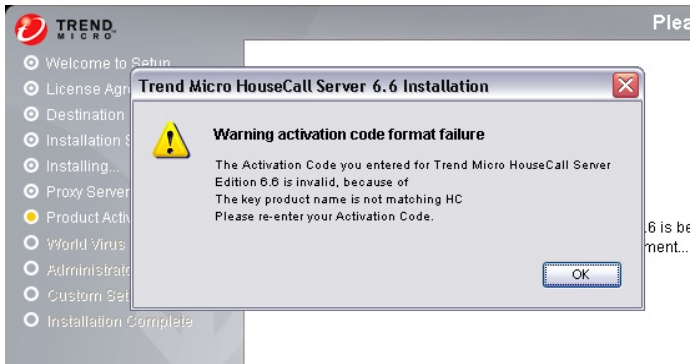 TREND
MICRO
Plea
Welcome to Setup
License Agr
Destination
Installation S
Installing...
Proxy Server
Product Activ
World Virus
Administrato
Custom Set
Installation Complete
Trend Micro HouseCall Server 6.6 Installation
Warning activation code format failure
The Activation Code you entered for Trend Micro HouseCall Server
Edition 6.6 is invalid, because of
The key product name is not matching HC
Please re-enter your Activation Code.
OK
.6 is be
ment...